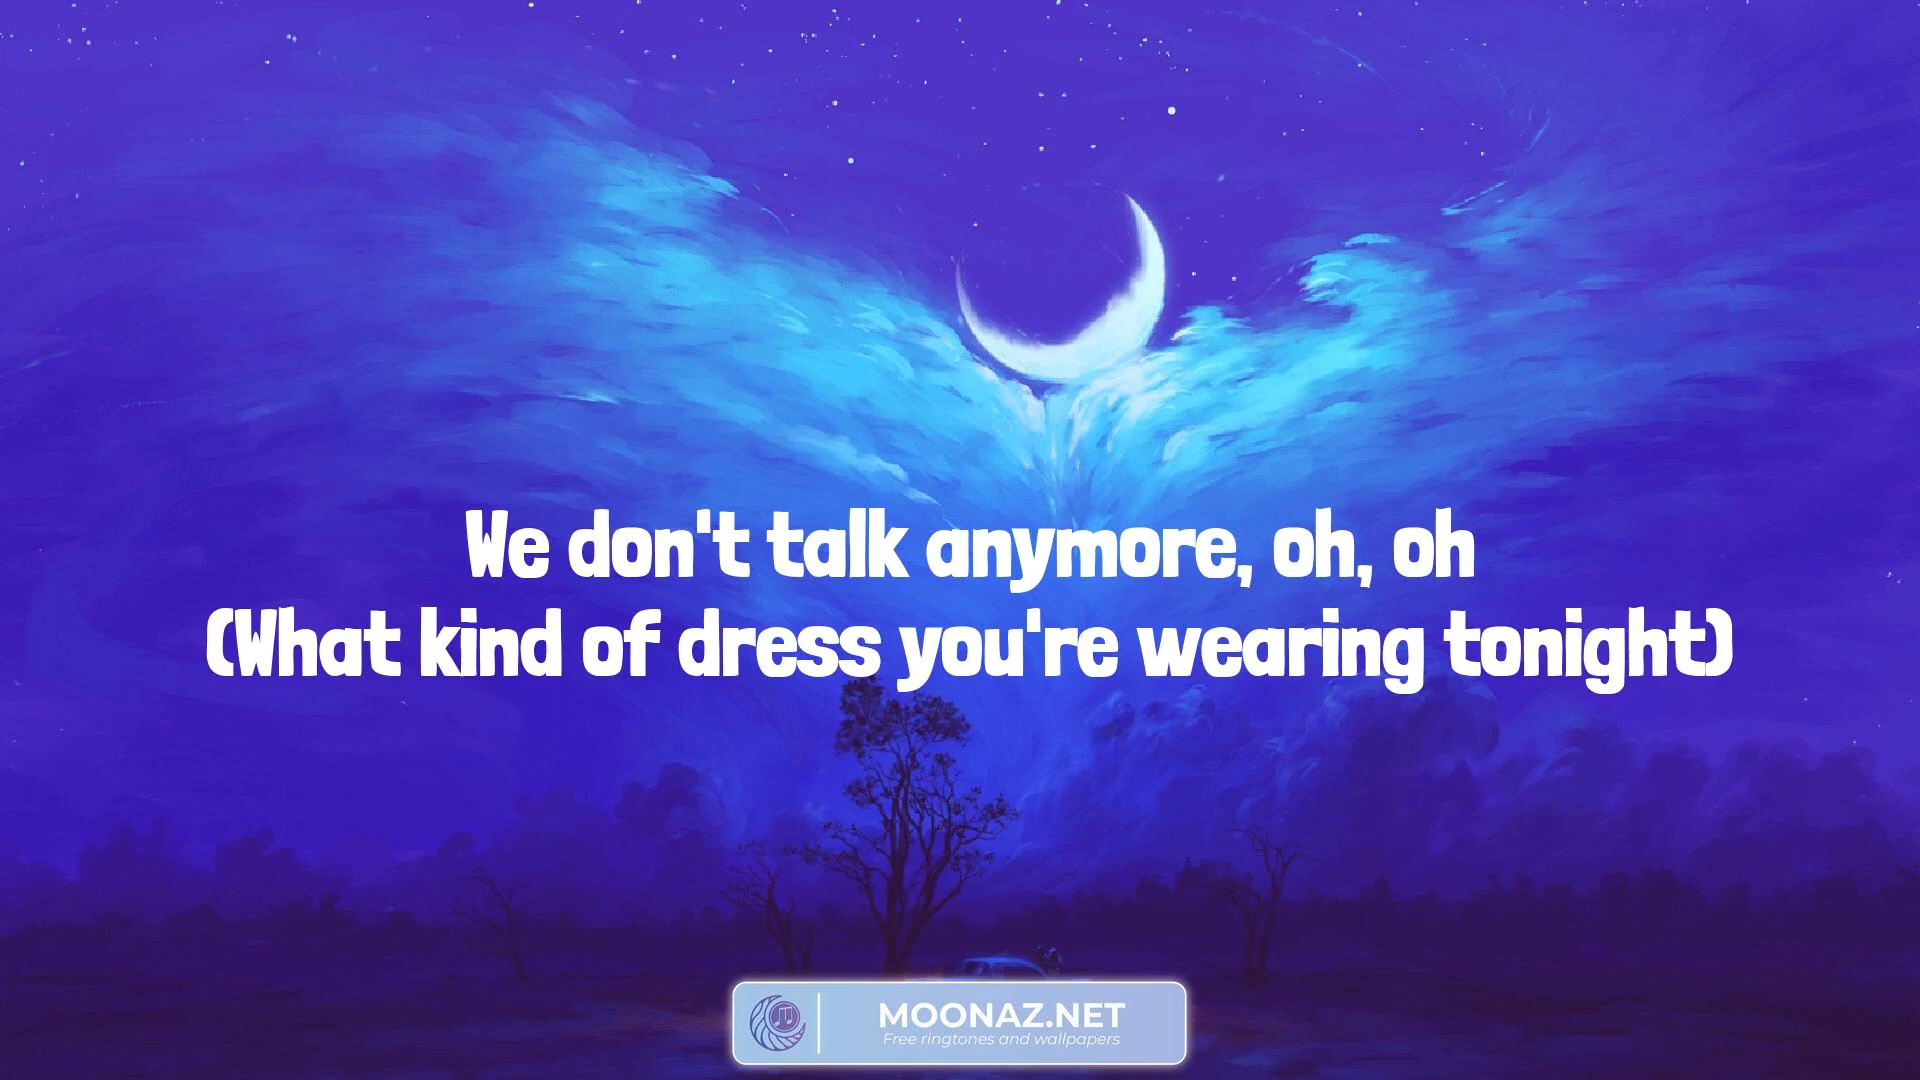 We don't talk anymore, oh, oh
(What kind of dress you're wearing tonight)
MOONAZ.NET
Free ringtones and wallpapers